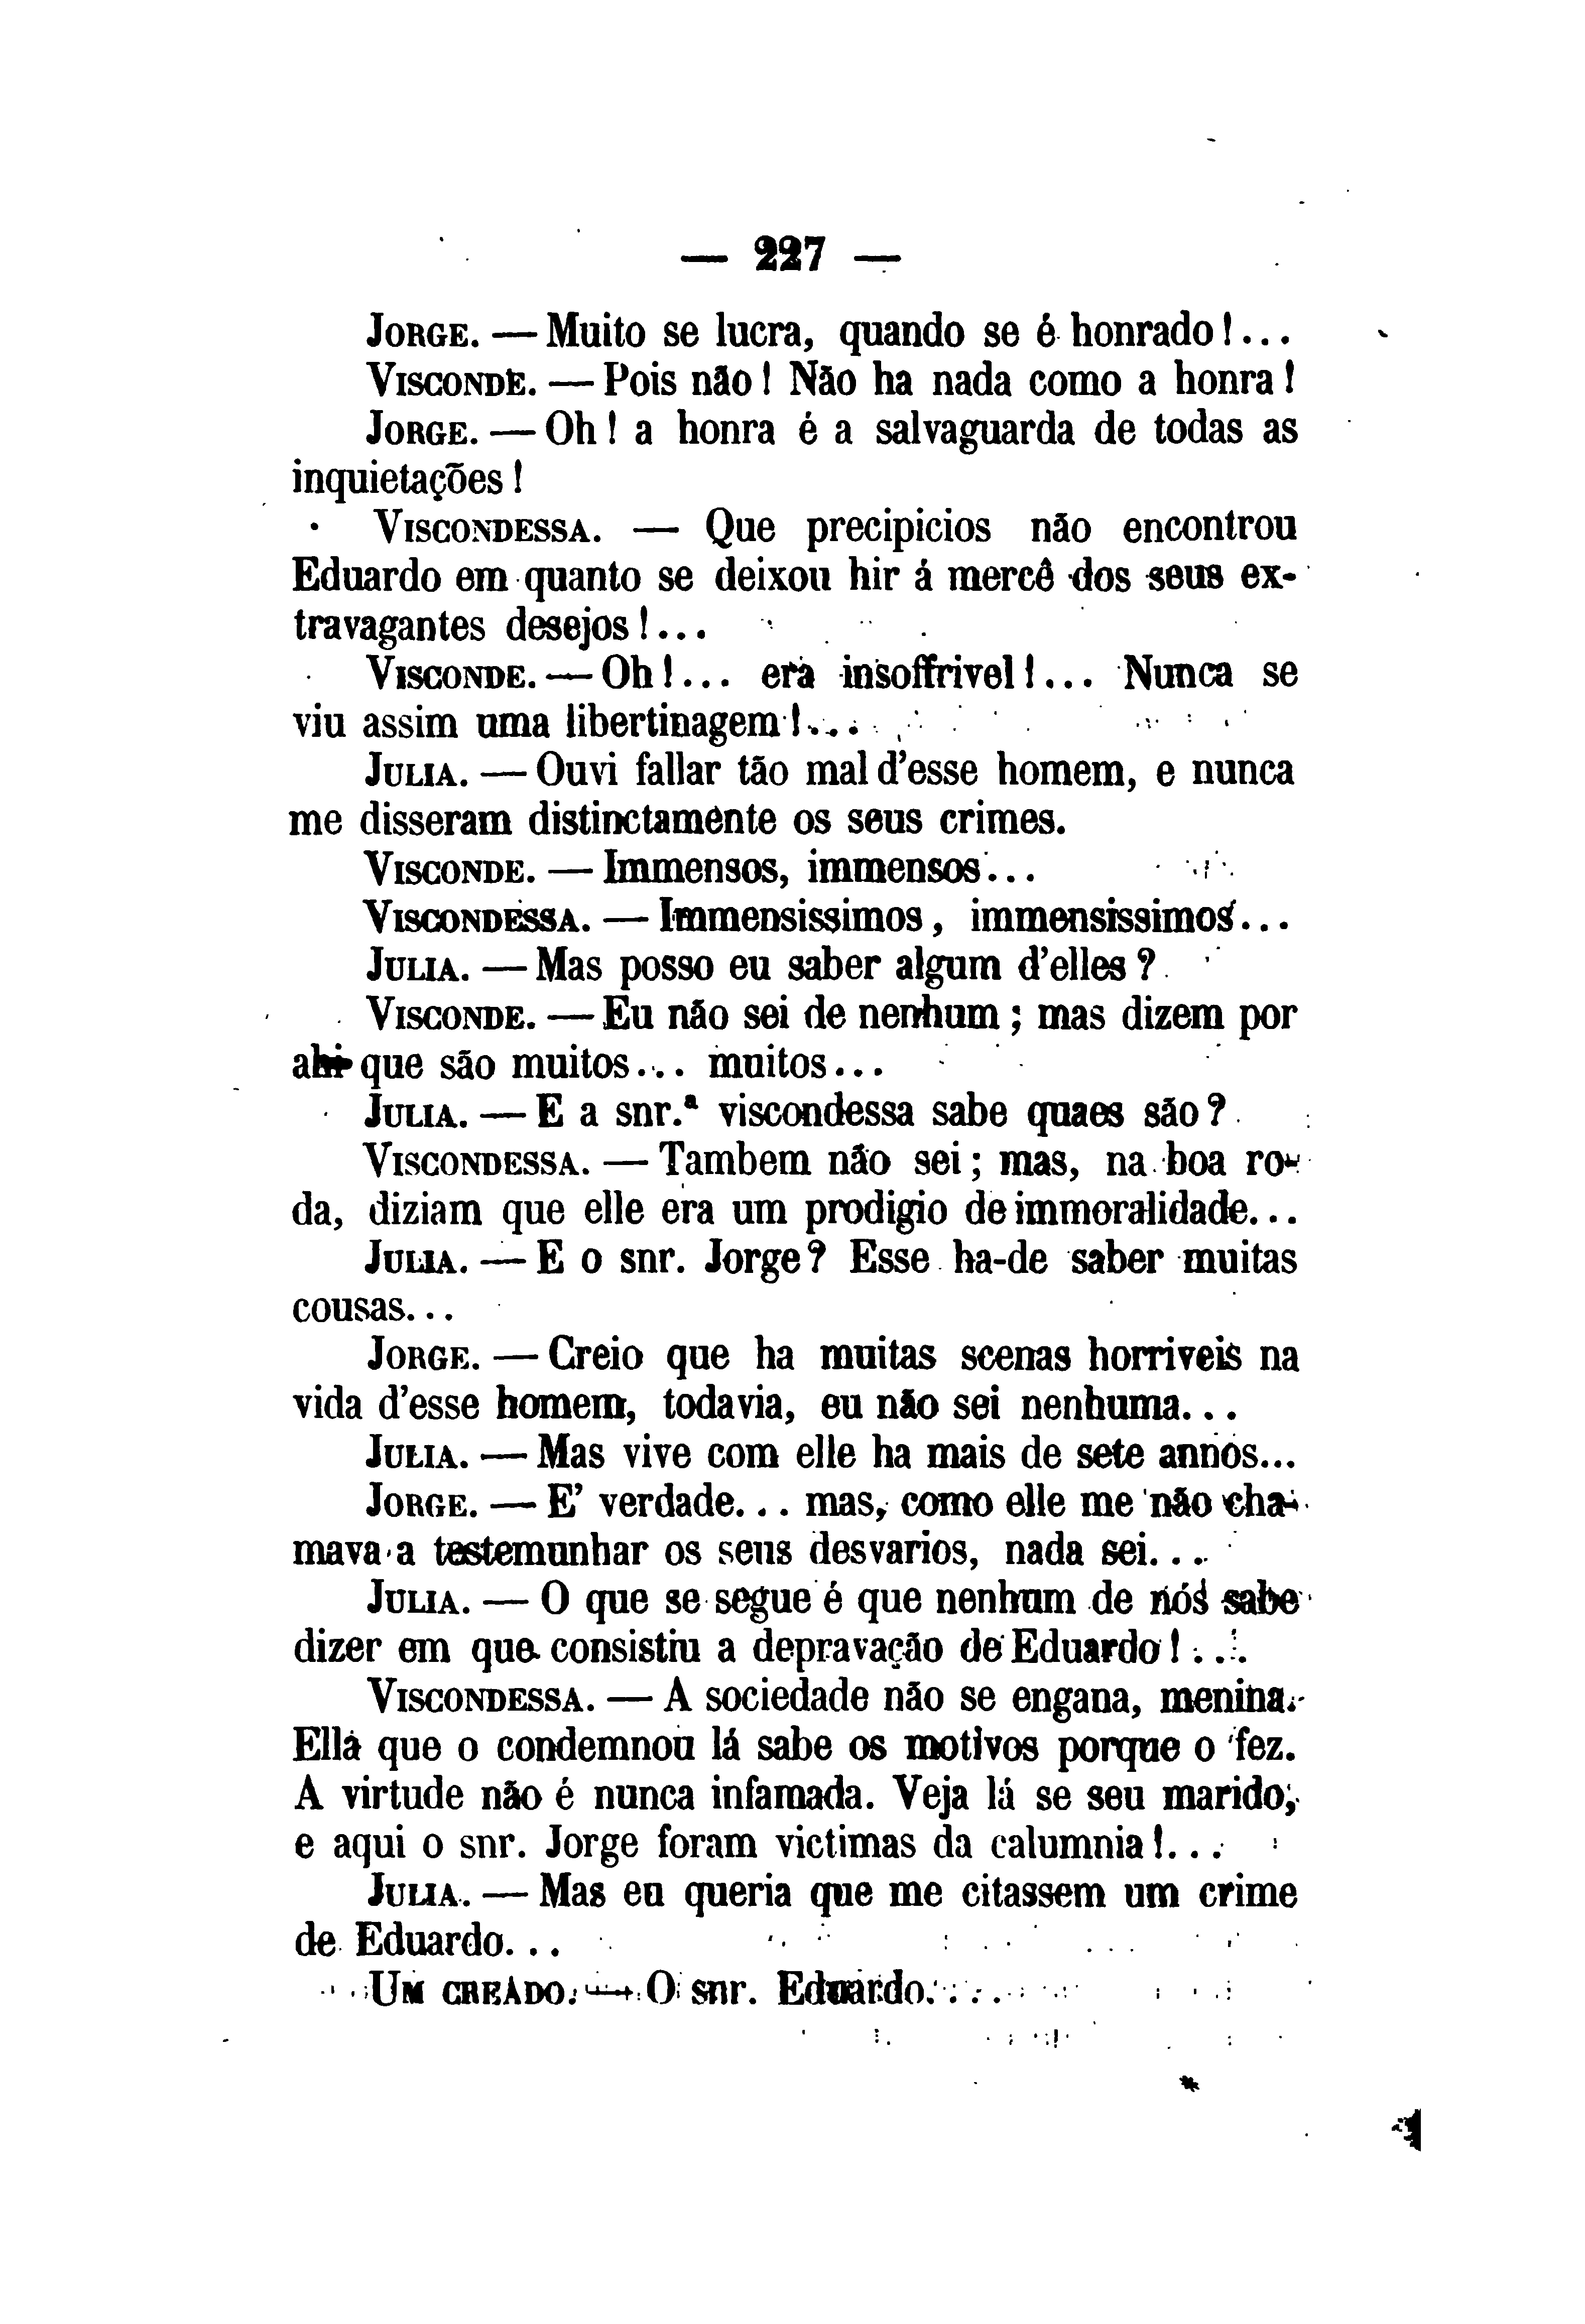 — 227 —
JORGE. — Muito se lucra, quando se é honrado!...
VISCONDE. — Pois não! Não ha nada como a honra!
JORGE. — Oh! a honra é a salvaguarda de todas as
inquietações!
VISCONDESSA. — Que precipicios não encontrou
Eduardo em quanto se deixou hir á mercê dos seus ex-
travagantes desejos!...
VISCONDE. — Oh!... era insoffrivel!... Nunca se
viu assim uma libertinagem!...
JULIA. — Ouvi fallar tão mal d'esse homem, e nunca
me disseram distinctamente os seus crimes.
VISCONDE. — Immensos, immensos...
VISCONDESSA. — Immensissimos, immensissimos...
JULIA. — Mas posso eu saber algum d'elles?
VISCONDE. — Eu não sei de nenhum; mas dizem por
ahi que são muitos... muitos...
JULIA. — E a snr.ª viscondessa sabe quaes são?
VISCONDESSA. — Tambem não sei; mas, na boa ro-
da, diziam que elle era um prodigio de immoralidade...
JULIA. — E o snr. Jorge? Esse ha-de saber muitas
cousas...
JORGE. — Creio que ha muitas scenas horriveis na
vida d'esse homem, todavia, eu não sei nenhuma...
JULIA. — Mas vive com elle ha mais de sete annos...
JORGE. — E' verdade... mas, como elle me não cha-
mava a testemunhar os seus desvarios, nada sei...
JULIA. — O que se segue é que nenhum de nós sabe
dizer em que consistiu a depravação de Eduardo!...
VISCONDESSA. — A sociedade não se engana, menina.
Ella que o condemnou lá sabe os motivos porque o fez.
A virtude não é nunca infamada. Veja lá se seu marido,
e aqui o snr. Jorge foram victimas da calumnia!...
JULIA. — Mas eu queria que me citassem um crime
de Eduardo...
UM CREADO. — O snr. Eduardo....